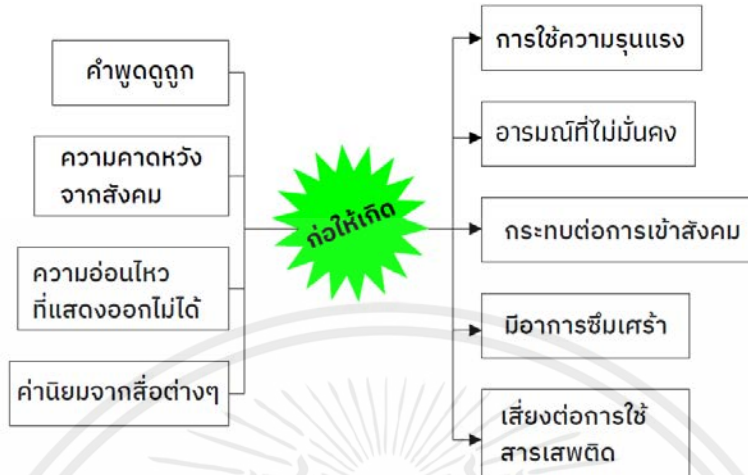 คำพูดดูถูก
ความคาดหวัง
จากสังคม
ความอ่อนไหว
ที่แสดงออกไม่ได้
ค่านิยมจากสื่อต่างๆ
ก่อให้เกิด
การใช้ความรุนแรง
อารมณ์ที่ไม่มั่นคง
กระทบต่อการเข้าสังคม
มีอาการซึมเศร้า
เสี่ยงต่อการใช้
สารเสพติด